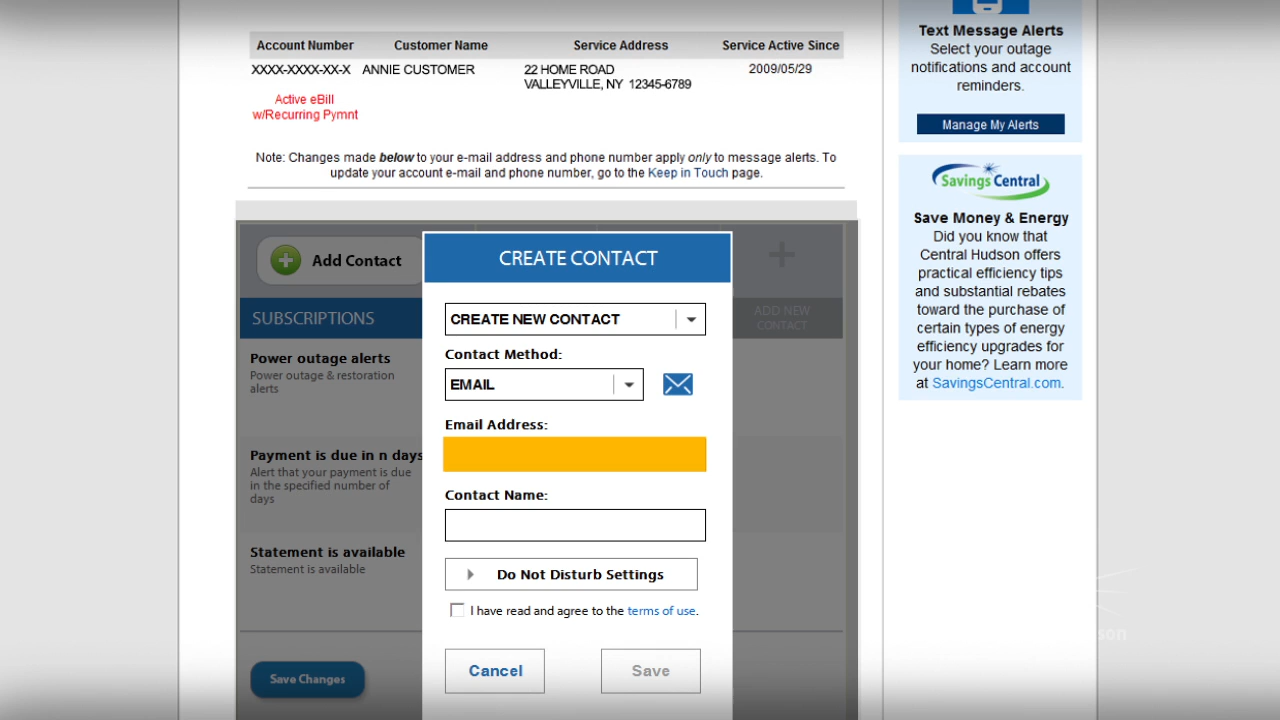 Account Number Customer Name Service Address Service Active Since
XXXX-XXXX-XX-X ANNIE CUSTOMER 22 HOME ROAD 2009/05/29
VALLEYVILLE, NY 12345-6789
Active eBill
w/Recurring Pymnt
Note: Changes made below to your e-mail address and phone number apply only to message alerts. To
update your account e-mail and phone number, go to the Keep in Touch page.
Add Contact
SUBSCRIPTIONS
ADD NEW
CONTACT
Power outage alerts
Power outage & restoration
alerts
Payment is due in n days
Alert that your payment is due
in the specified number of
days
Statement is available
Statement is available
Save Changes
CREATE CONTACT
CREATE NEW CONTACT
Contact Method:
EMAIL
Email Address:
Contact Name:
Do Not Disturb Settings
I have read and agree to the terms of use.
Cancel
Save
Text Message Alerts
Select your outage
notifications and account
reminders.
Manage My Alerts
Savings Central
Save Money & Energy
Did you know that
Central Hudson offers
practical efficiency tips
and substantial rebates
toward the purchase of
certain types of energy
efficiency upgrades for
your home? Learn more
at SavingsCentral.com.